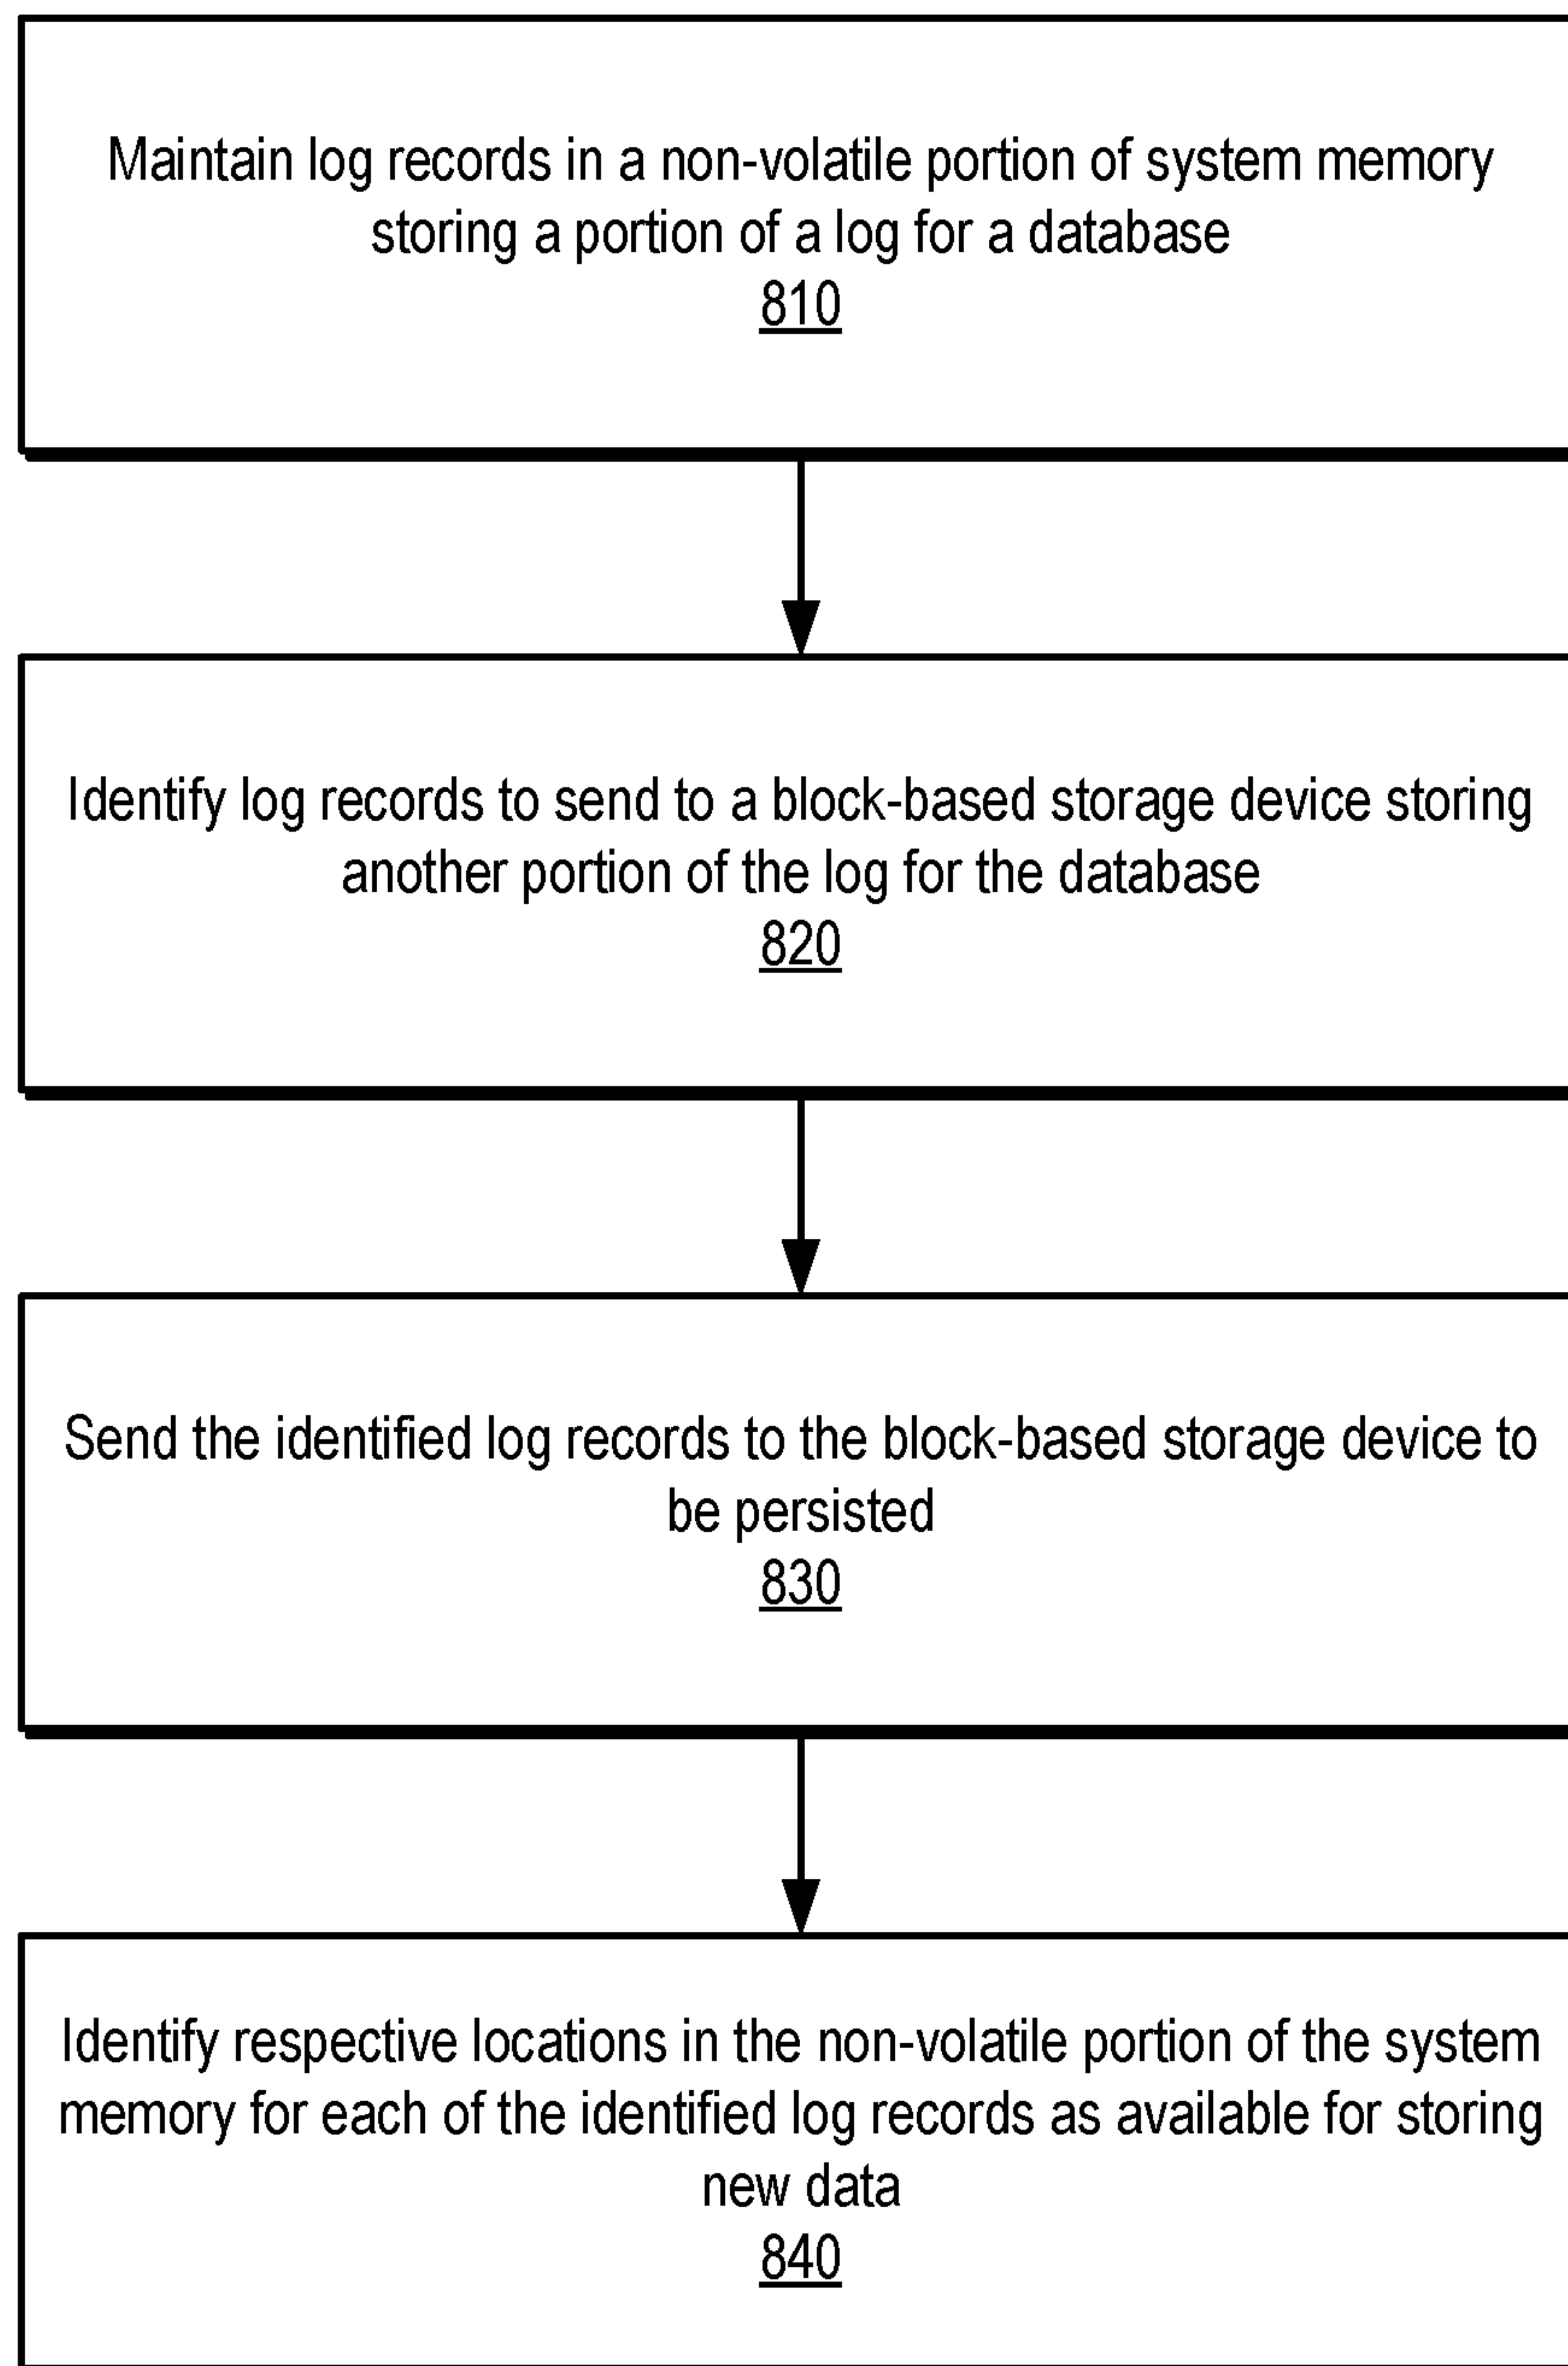 Maintain log records in a non-volatile portion of system memory
storing a portion of a log for a database
810
Identify log records to send to a block-based storage device storing
another portion of the log for the database
820
Send the identified log records to the block-based storage device to
be persisted
830
Identify respective locations in the non-volatile portion of the system
memory for each of the identified log records as available for storing
new data
840